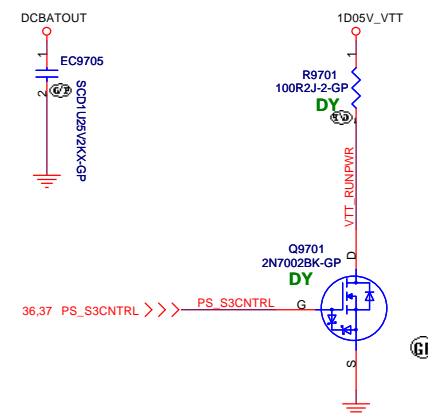 DCBATOUT
1
EC9705
SCD1U25V2KX-GP
2
1D05V_VTT
1
R9701
100R2J-2-GP
DY
VTT_RUNPWR
Q9701
2N7002BK-GP
DY
D
36,37 PS_S3CNTRL
PS_S3CNTRL
G
S